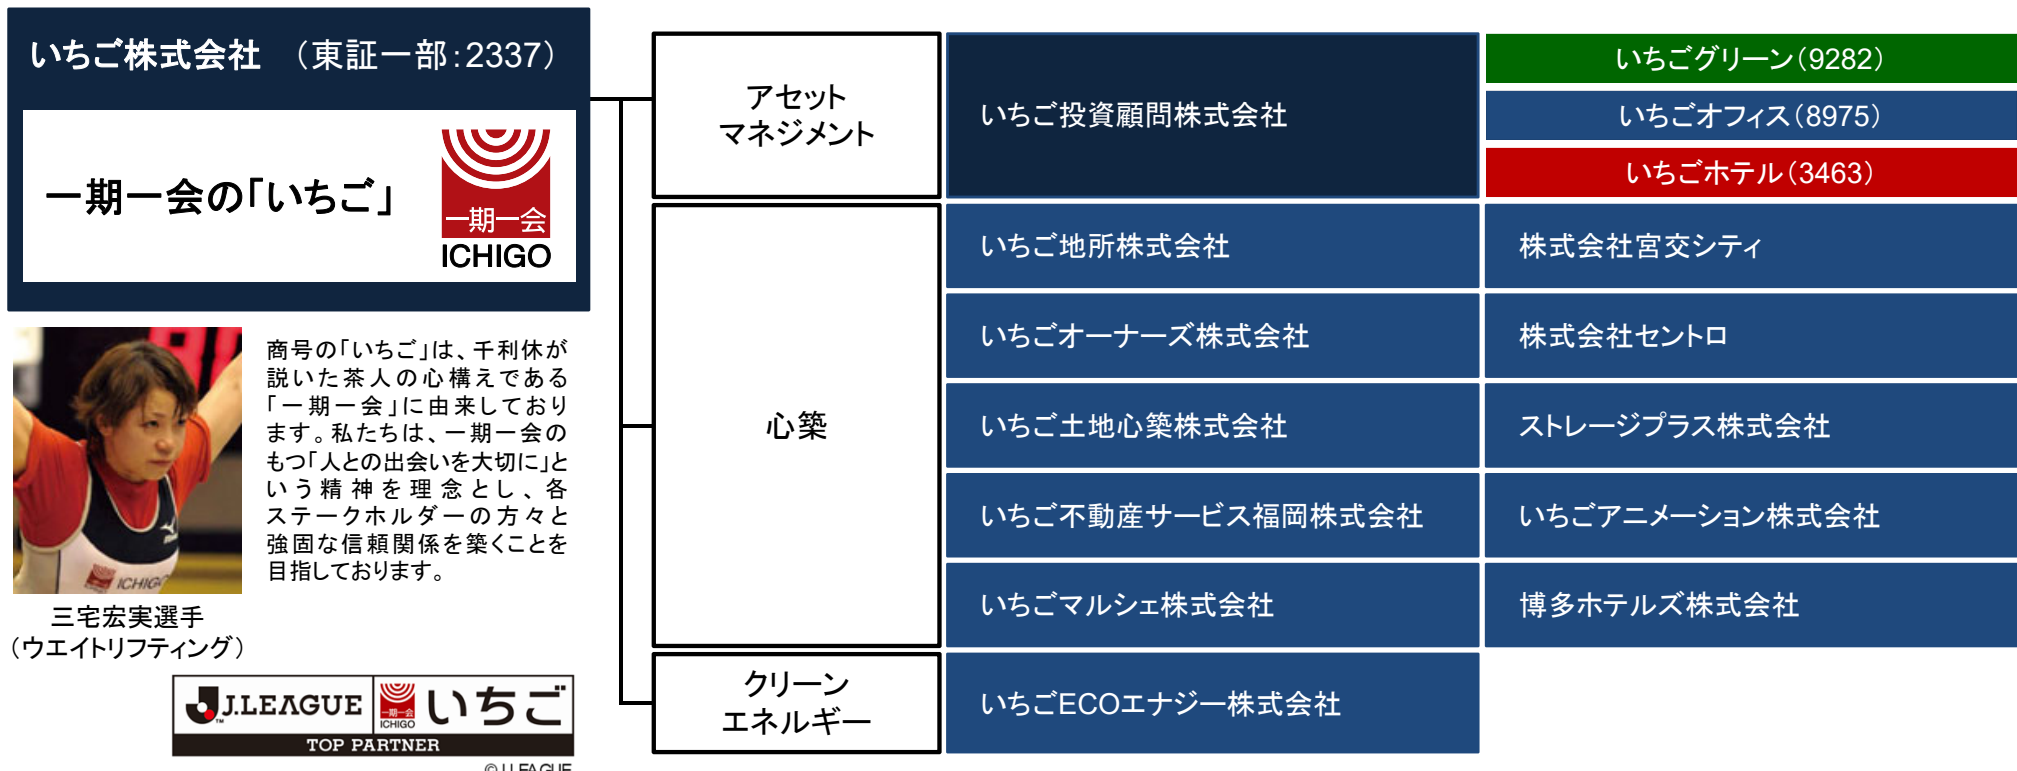 いちご株式会社 （東証一部：2337）
一期一会の「いちご」
一期一会
ICHIGO
商号の「いちご」は、千利休が
説いた茶人の心構えである
「一期一会」に由来しており
ます。私たちは、一期一会の
もつ「人との出会いを大切に」と
いう精神を理念とし、各
ステークホルダーの方々と
強固な信頼関係を築くことを
目指しております。
ICHIGO
三宅宏実選手
（ウエイトリフティング）
J.LEAGUE
TM
一期一会
ICHIGO
いちご
TOP PARTNER
© J.LEAGUE
アセット
マネジメント
いちご投資顧問株式会社
いちごグリーン（9282）
いちごオフィス（8975）
いちごホテル（3463）
心築
いちご地所株式会社
株式会社宮交シティ
いちごオーナーズ株式会社
株式会社セントロ
いちご土地心築株式会社
ストレージプラス株式会社
いちご不動産サービス福岡株式会社
いちごアニメーション株式会社
いちごマルシェ株式会社
博多ホテルズ株式会社
クリーン
エネルギー
いちごECOエナジー株式会社